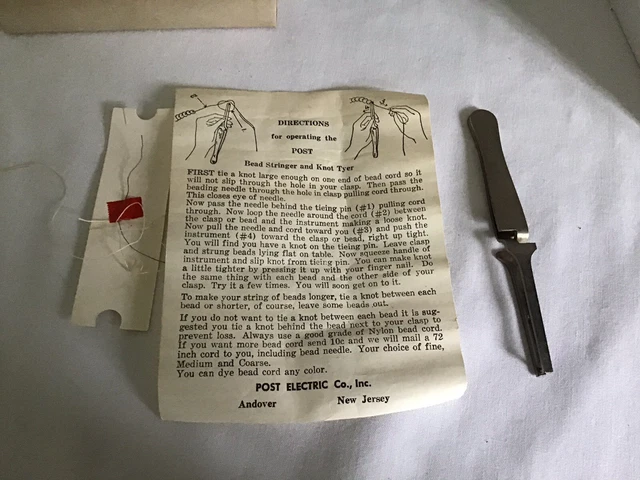 DIRECTIONS
for operating the
POST
Bead Stringer and Knot Tyer
FIRST tie a knot large enough on one end of bead cord so it
will not slip through the hole in your clasp. Then pass the
beading needle through the hole in clasp pulling cord through.
This closes eye of needle.
Now pass the needle behind the tieing pin (#1) pulling cord
through. Now loop the needle around the cord (#2) between
the clasp or bead and the instrument making a loose knot.
Now pull the needle and cord toward you (#3) and push the
instrument (#4) toward the clasp or bead, right up tight.
You will find you have a knot on the tieing pin. Leave clasp
and strung beads lying flat on table. Now squeeze handle of
instrument and slip knot from tieing pin. You can make knot
a little tighter by pressing it up with your finger nail. Do
the same thing with each bead and the other side of your
clasp. Try it a few times. You will soon get on to it.
To make your string of beads longer, tie a knot between each
bead or shorter, of course, leave some beads out.
If you do not want to tie a knot between each bead it is sug-
gested you tie a knot behind the bead next to your clasp to
prevent loss. Always use a good grade of Nylon bead cord.
If you want more bead cord send 10c and we will mail a 72
inch cord to you, including bead needle. Your choice of fine,
Medium and Coarse.
You can dye bead cord any color.
POST ELECTRIC Co., Inc.
Andover New Jersey